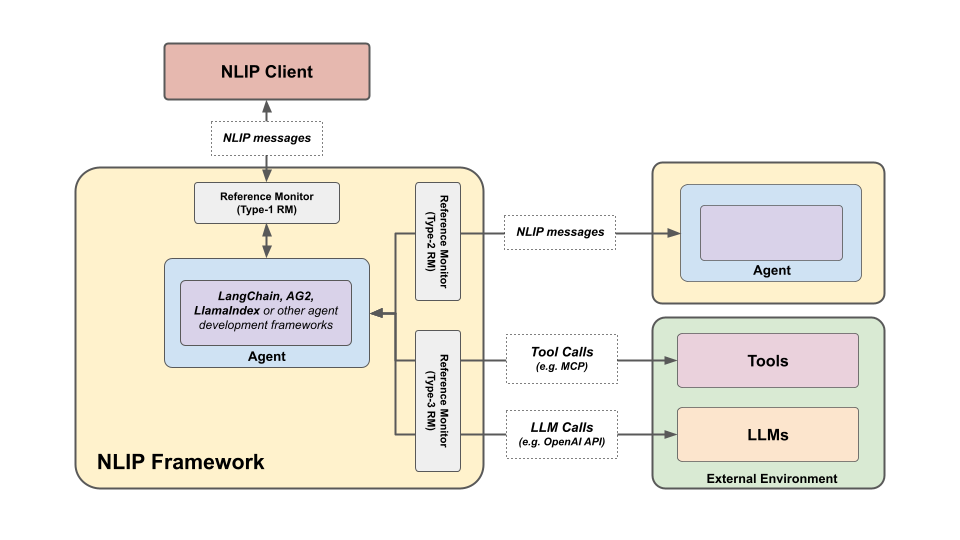 NLIP Client
NLIP messages
Reference Monitor
(Type-1 RM)
Reference Monitor
(Type-2 RM)
NLIP messages
Agent
LangChain, AG2,
LlamaIndex or other agent
development frameworks
Agent
Reference Monitor
(Type-3 RM)
Tool Calls
(e.g. MCP)
Tools
LLM Calls
(e.g. OpenAI API)
LLMs
External Environment
NLIP Framework